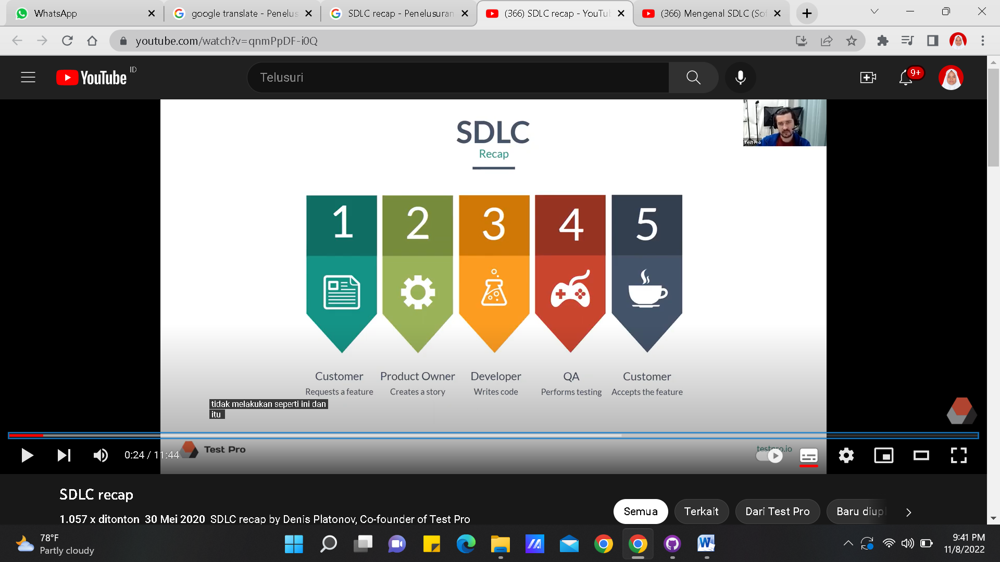 WhatsApp
google translate - Penelus
SDLC recap - Penelusuran
(366) SDLC recap - YouTu
(366) Mengenal SDLC (Sof
youtube.com/watch?v=qnmPpDF-i0Q
YouTube ID
Telusuri
9+
SDLC
Recap
Test Pro
1 2 3 4 5
Customer Product Owner Developer QA Customer
Requests a feature Creates a story Writes code Performs testing Accepts the feature
tidak melakukan seperti ini dan
itu
0:24 / 11:44
Test Pro
testpro.io
SDLC recap
1.057 x ditonton 30 Mei 2020 SDLC recap by Denis Platonov, Co-founder of Test Pro
Semua Terkait Dari Test Pro Baru diupl
78°F
Partly cloudy
9:41 PM
11/8/2022